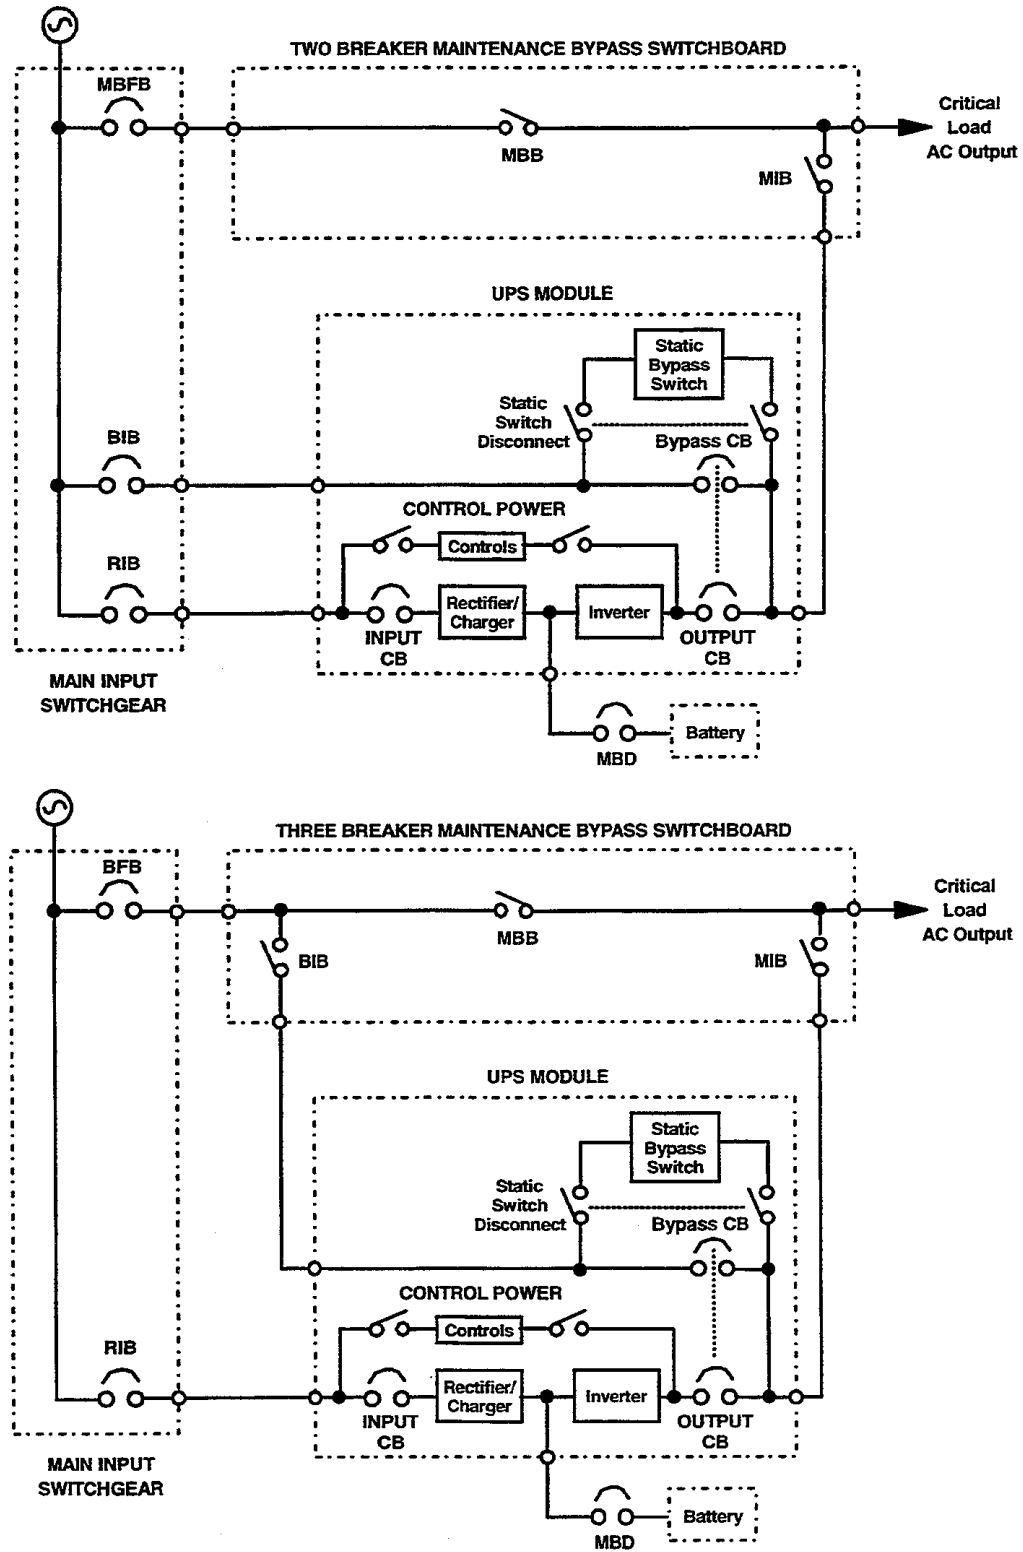 TWO BREAKER MAINTENANCE BYPASS SWITCHBOARD
MBFB
MBB
MIB
Critical
Load
AC Output
UPS MODULE
Static
Bypass
Switch
Static
Switch
Disconnect
Bypass CB
BIB
CONTROL POWER
Controls
RIB
INPUT
CB
Rectifier/
Charger
Inverter
OUTPUT
CB
MAIN INPUT
SWITCHGEAR
MBD
Battery
THREE BREAKER MAINTENANCE BYPASS SWITCHBOARD
BFB
MBB
BIB
MIB
Critical
Load
AC Output
UPS MODULE
Static
Bypass
Switch
Static
Switch
Disconnect
Bypass CB
CONTROL POWER
Controls
RIB
INPUT
CB
Rectifier/
Charger
Inverter
OUTPUT
CB
MAIN INPUT
SWITCHGEAR
MBD
Battery